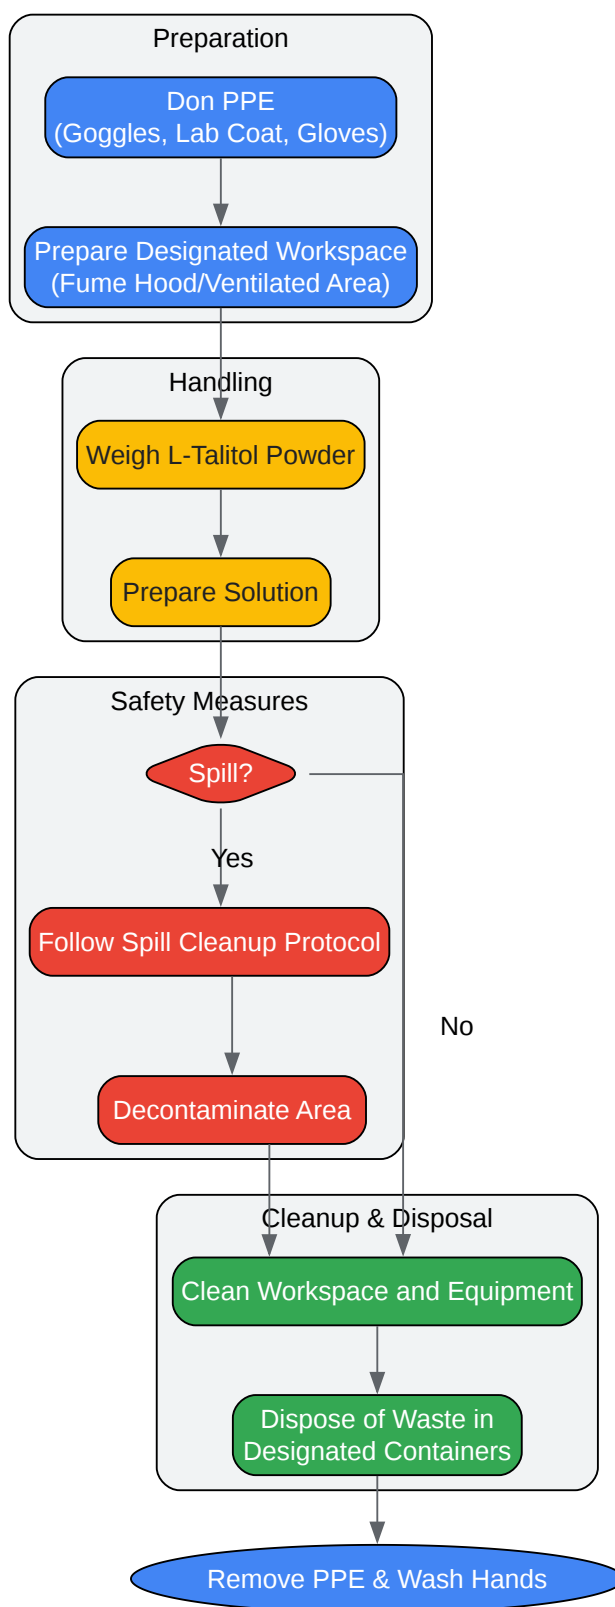 Preparation
Don PPE
(Goggles, Lab Coat, Gloves)
Prepare Designated Workspace
(Fume Hood/Ventilated Area)
Handling
Weigh L-Talitol Powder
Prepare Solution
Safety Measures
Spill?
Yes
Follow Spill Cleanup Protocol
No
Decontaminate Area
Cleanup & Disposal
Clean Workspace and Equipment
Dispose of Waste in
Designated Containers
Remove PPE & Wash Hands